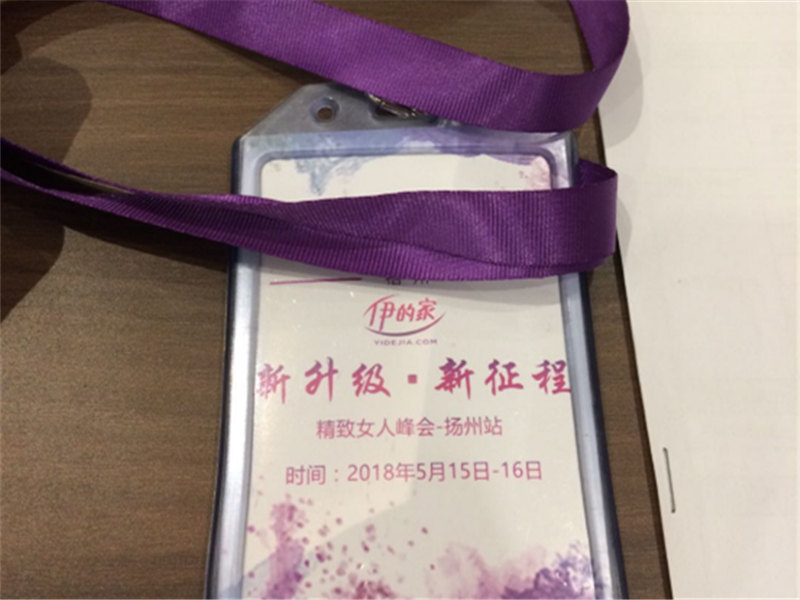 伊的家
YIDEJIA.COM
新升级·新征程
精致女人峰会-扬州站
时间：2018年5月15日-16日